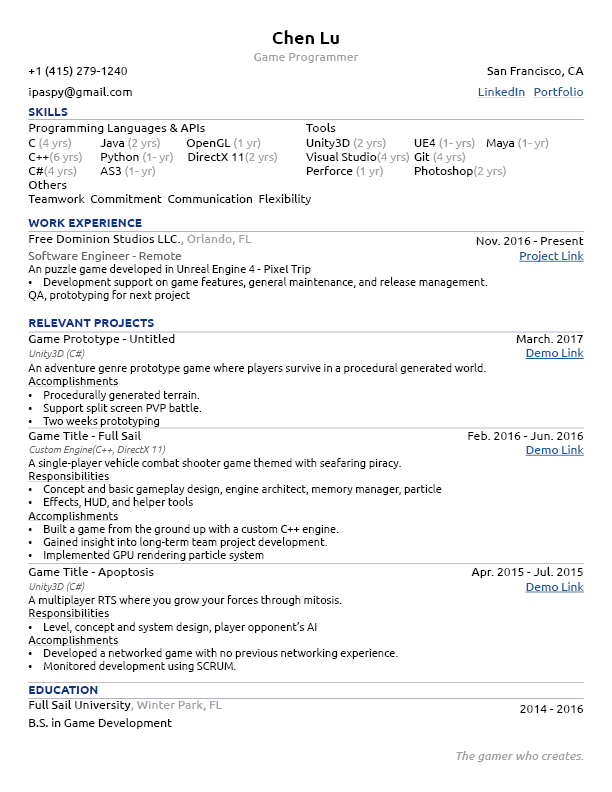 Chen Lu
Game Programmer
+1 (415) 279-1240 San Francisco, CA
ipaspy@gmail.com LinkedIn Portfolio
SKILLS
Programming Languages & APIs Tools
C (4 yrs) Java (2 yrs) OpenGL (1 yr) Unity3D (2 yrs) UE4 (1- yrs) Maya (1- yr)
C++(6 yrs) Python (1- yr) DirectX 11(2 yrs) Visual Studio(4 yrs) Git (4 yrs)
C#(4 yrs) AS3 (1- yr) Perforce (1 yr) Photoshop(2 yrs)
Others
Teamwork Commitment Communication Flexibility
WORK EXPERIENCE
Free Dominion Studios LLC., Orlando, FL Nov. 2016 - Present
Software Engineer - Remote Project Link
An puzzle game developed in Unreal Engine 4 - Pixel Trip
• Development support on game features, general maintenance, and release management.
QA, prototyping for next project
RELEVANT PROJECTS
Game Prototype - Untitled March. 2017
Unity3D (C#) Demo Link
An adventure genre prototype game where players survive in a procedural generated world.
Accomplishments
• Procedurally generated terrain.
• Support split screen PVP battle.
• Two weeks prototyping
Game Title - Full Sail Feb. 2016 - Jun. 2016
Custom Engine(C++, DirectX 11) Demo Link
A single-player vehicle combat shooter game themed with seafaring piracy.
Responsibilities
• Concept and basic gameplay design, engine architect, memory manager, particle
• Effects, HUD, and helper tools
Accomplishments
• Built a game from the ground up with a custom C++ engine.
• Gained insight into long-term team project development.
• Implemented GPU rendering particle system
Game Title - Apoptosis Apr. 2015 - Jul. 2015
Unity3D (C#) Demo Link
A multiplayer RTS where you grow your forces through mitosis.
Responsibilities
• Level, concept and system design, player opponent's AI
Accomplishments
• Developed a networked game with no previous networking experience.
• Monitored development using SCRUM.
EDUCATION
Full Sail University, Winter Park, FL 2014 - 2016
B.S. in Game Development
The gamer who creates.